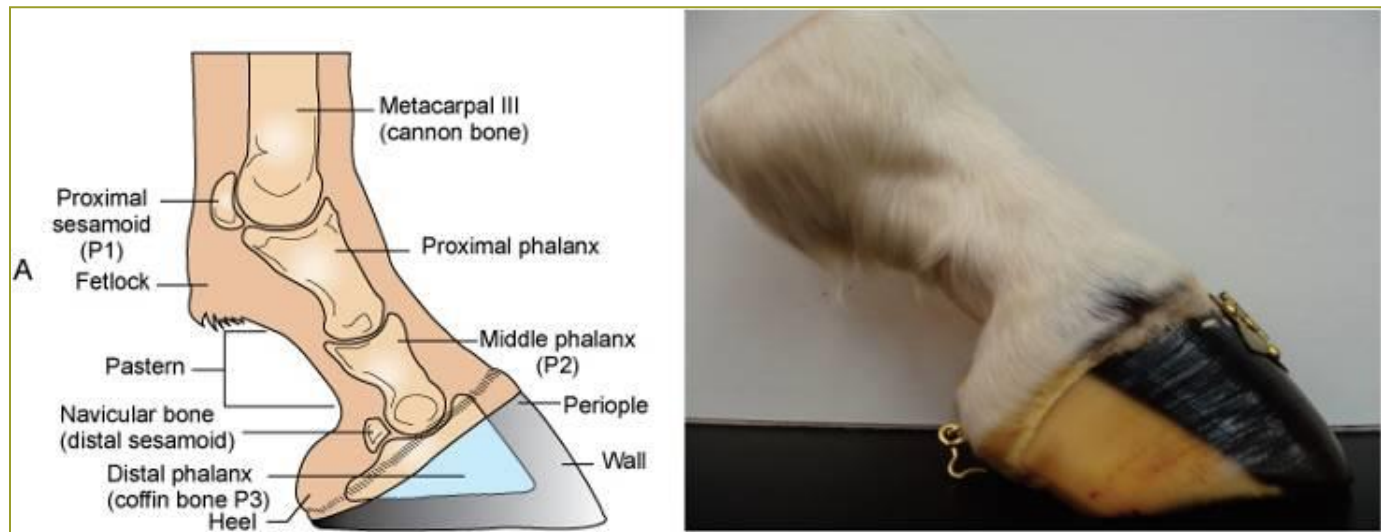 Metacarpal III
(cannon bone)
Proximal
sesamoid
(P1)
Proximal phalanx
A
Fetlock
Middle phalanx
(P2)
Pastern
Periople
Navicular bone
(distal sesamoid)
Wall
Distal phalanx
(coffin bone P3)
Heel